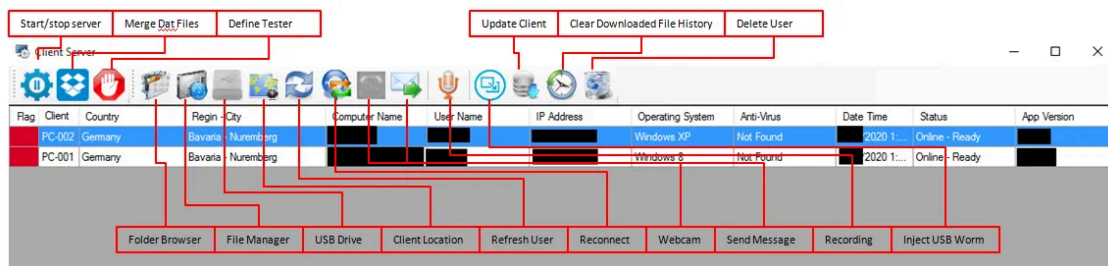 Start/stop server Merge Dat Files Define Tester Update Client Clear Downloaded File History Delete User
Client Server
Flag Client Country Regin - City Computer Name User Name IP Address Operating System Anti-Virus Date Time Status App Version
PC-002 Germany Bavaria - Nuremberg Windows XP Not Found /2020 1:... Online - Ready
PC-001 Germany Bavaria - Nuremberg Windows 8 Not Found /2020 1:... Online - Ready
Folder Browser File Manager USB Drive Client Location Refresh User Reconnect Webcam Send Message Recording Inject USB Worm